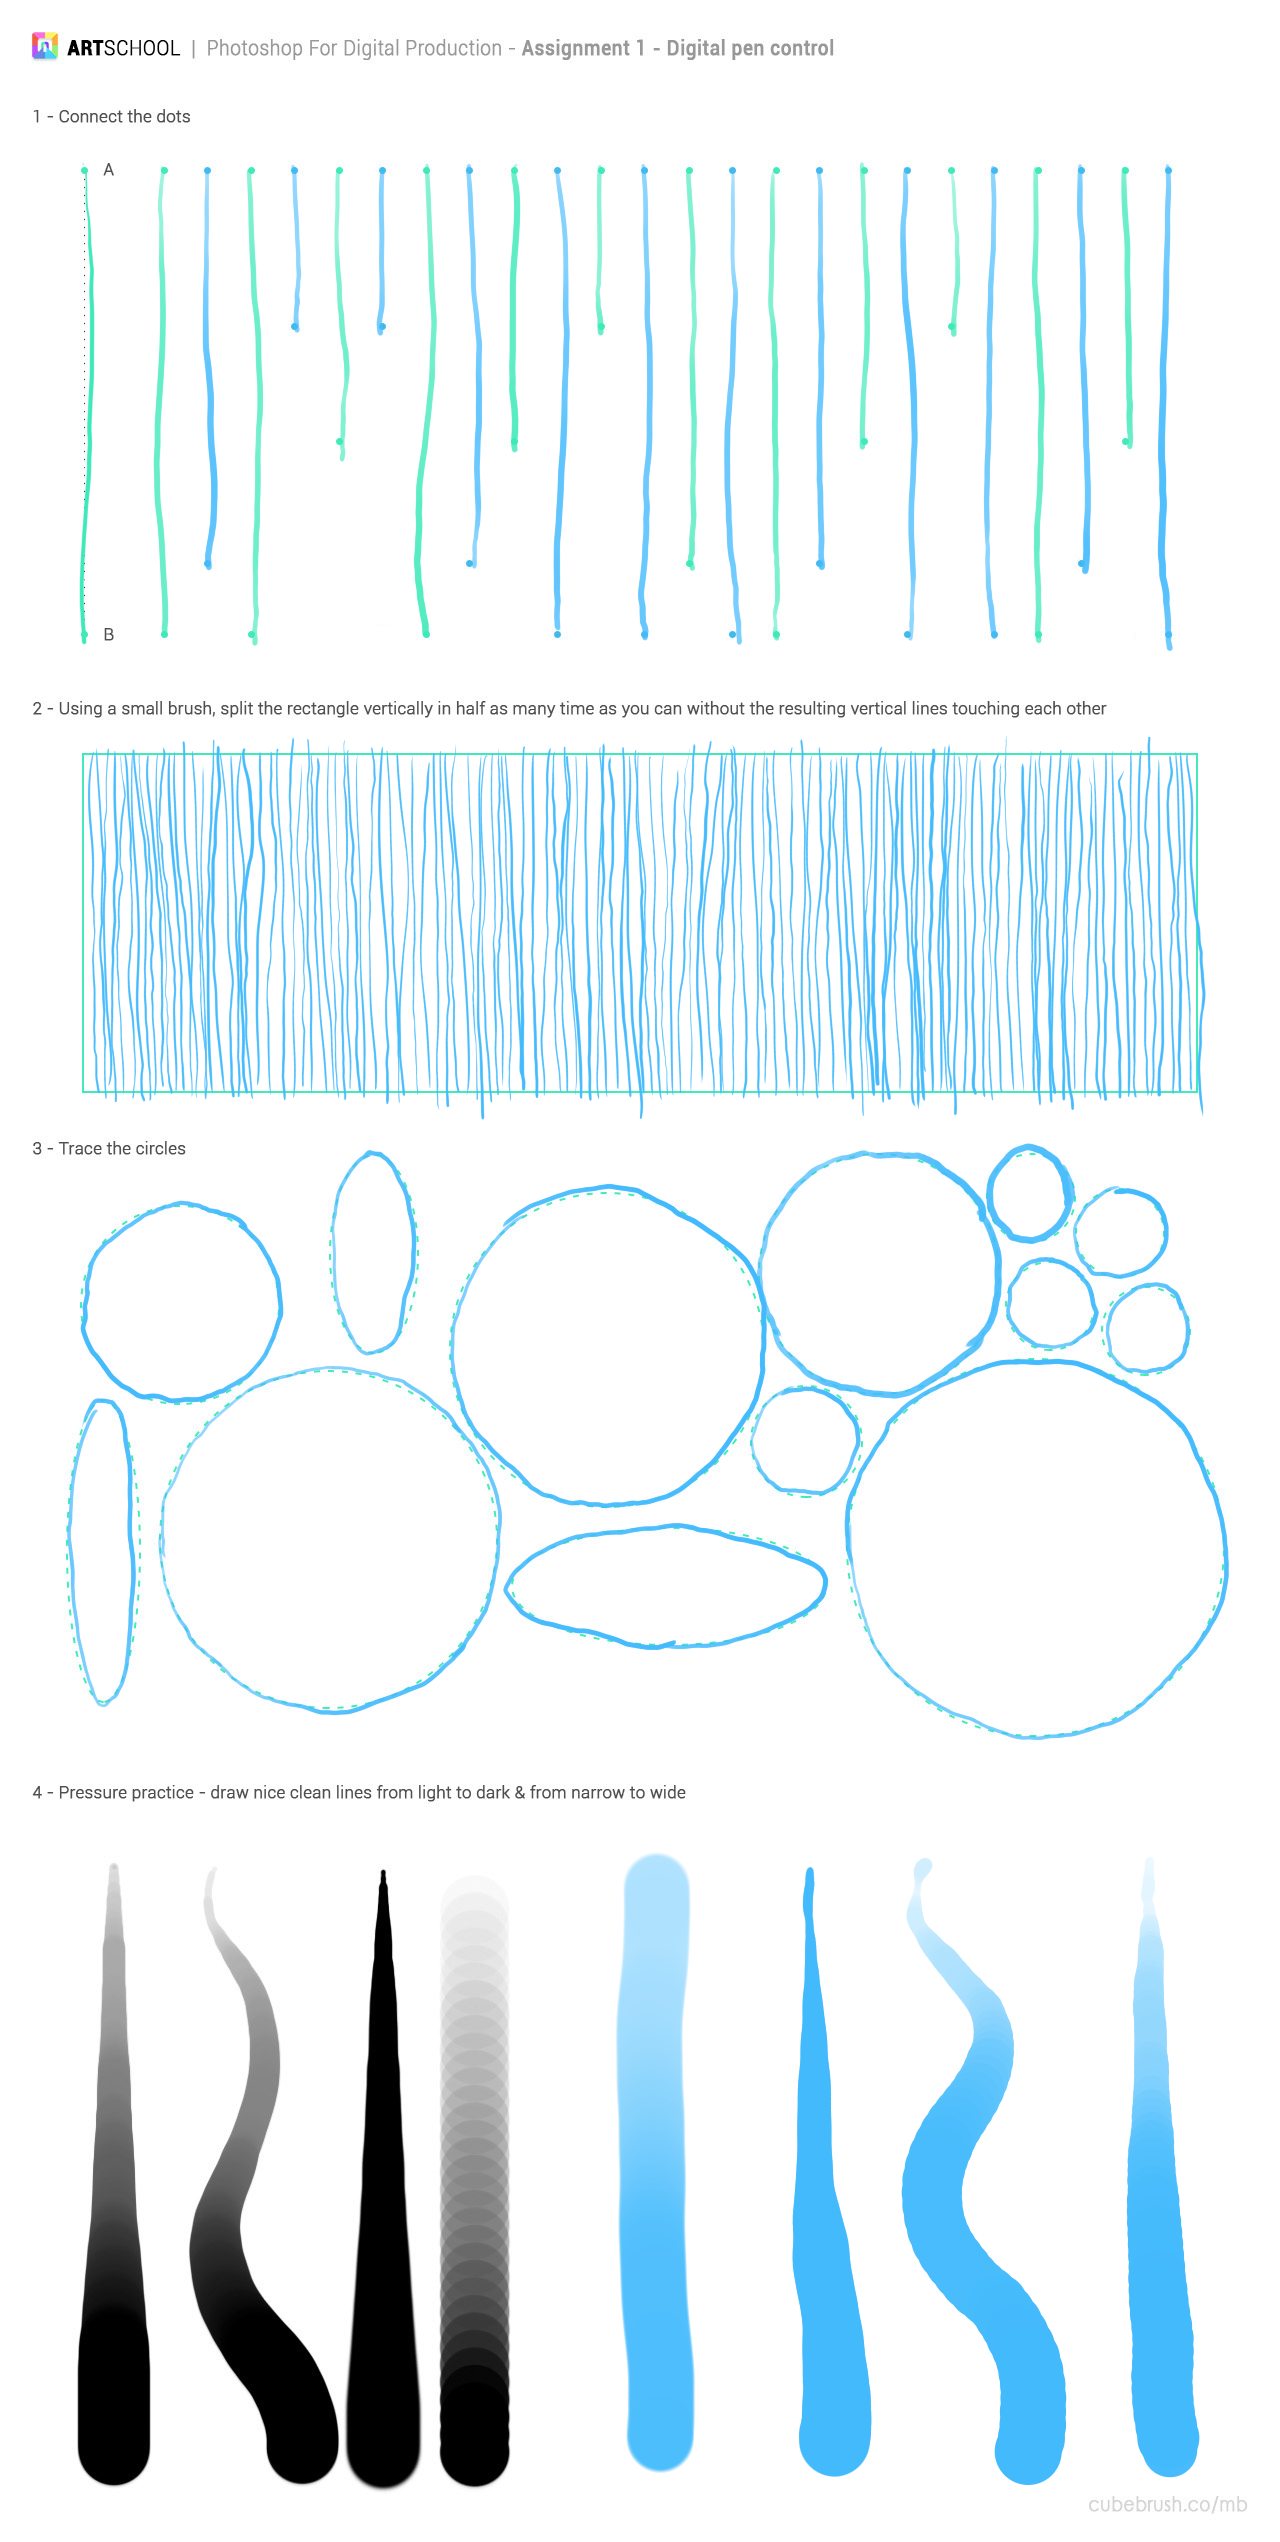 ARTSCHOOL | Photoshop For Digital Production - Assignment 1 - Digital pen control
1 - Connect the dots
A
B
2 - Using a small brush, split the rectangle vertically in half as many time as you can without the resulting vertical lines touching each other
3 - Trace the circles
4 - Pressure practice - draw nice clean lines from light to dark & from narrow to wide
cubebrush.co/mb